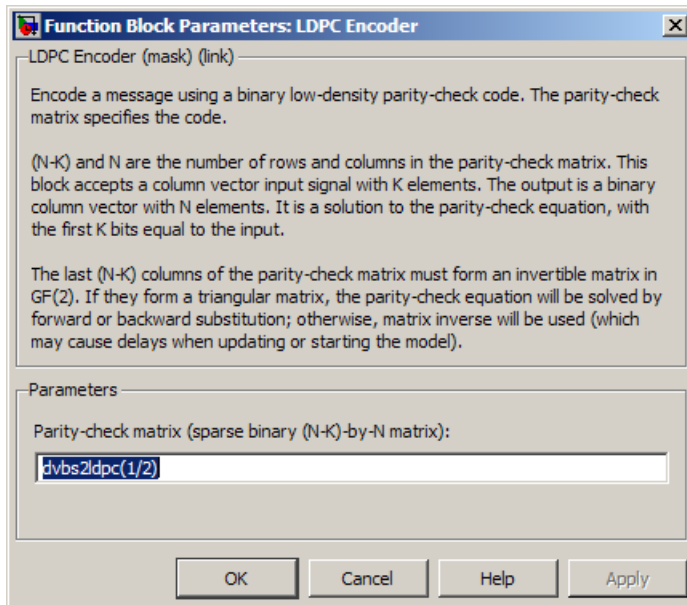 Function Block Parameters: LDPC Encoder
LDPC Encoder (mask) (link)
Encode a message using a binary low-density parity-check code. The parity-check
matrix specifies the code.
(N-K) and N are the number of rows and columns in the parity-check matrix. This
block accepts a column vector input signal with K elements. The output is a binary
column vector with N elements. It is a solution to the parity-check equation, with
the first K bits equal to the input.
The last (N-K) columns of the parity-check matrix must form an invertible matrix in
GF(2). If they form a triangular matrix, the parity-check equation will be solved by
forward or backward substitution; otherwise, matrix inverse will be used (which
may cause delays when updating or starting the model).
Parameters
Parity-check matrix (sparse binary (N-K)-by-N matrix):
dvbs2ldpc(1/2)
OK Cancel Help Apply